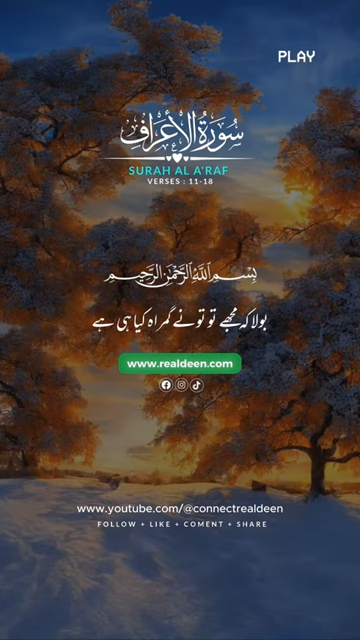 PLAY
سُورَةُ الأَعْرَافِ
SURAH AL A'RAF
VERSES : 11-18
بِسْمِ اللَّهِ الرَّحْمَٰنِ الرَّحِيمِ
بولا کہ مجھے تو تو نے گمراہ کیا ہی ہے
www.realdeen.com
www.youtube.com/@connectrealdeen
FOLLOW + LIKE + COMENT + SHARE